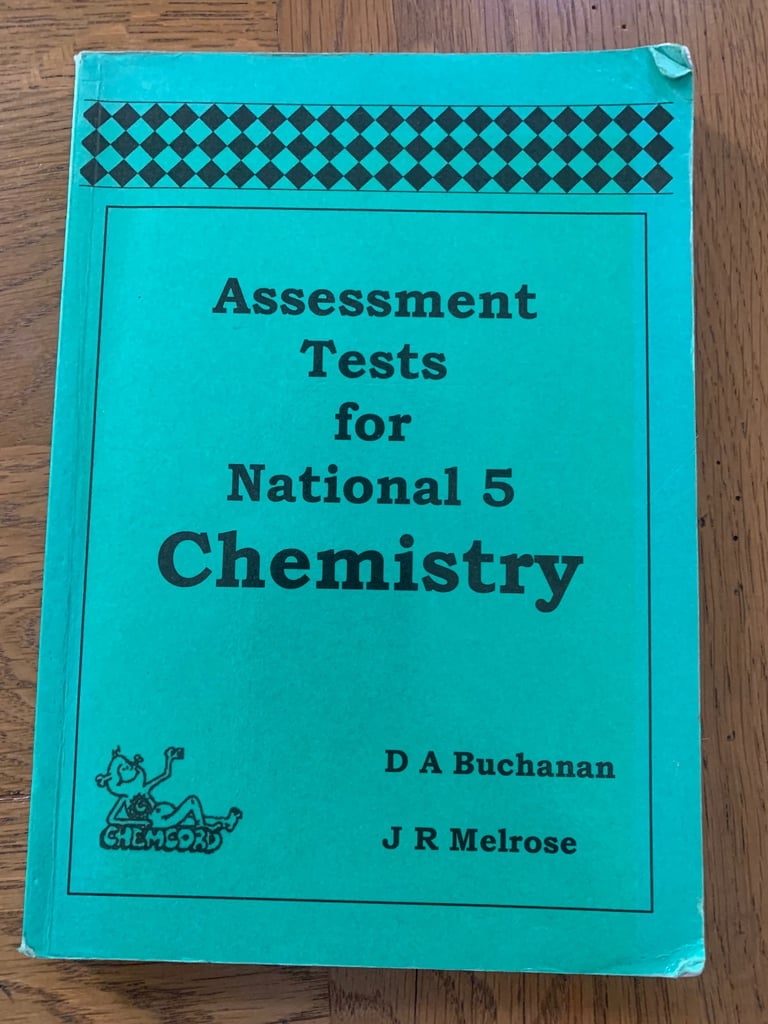 Assessment
Tests
for
National 5
Chemistry
D A Buchanan
J R Melrose
CHEMCORD